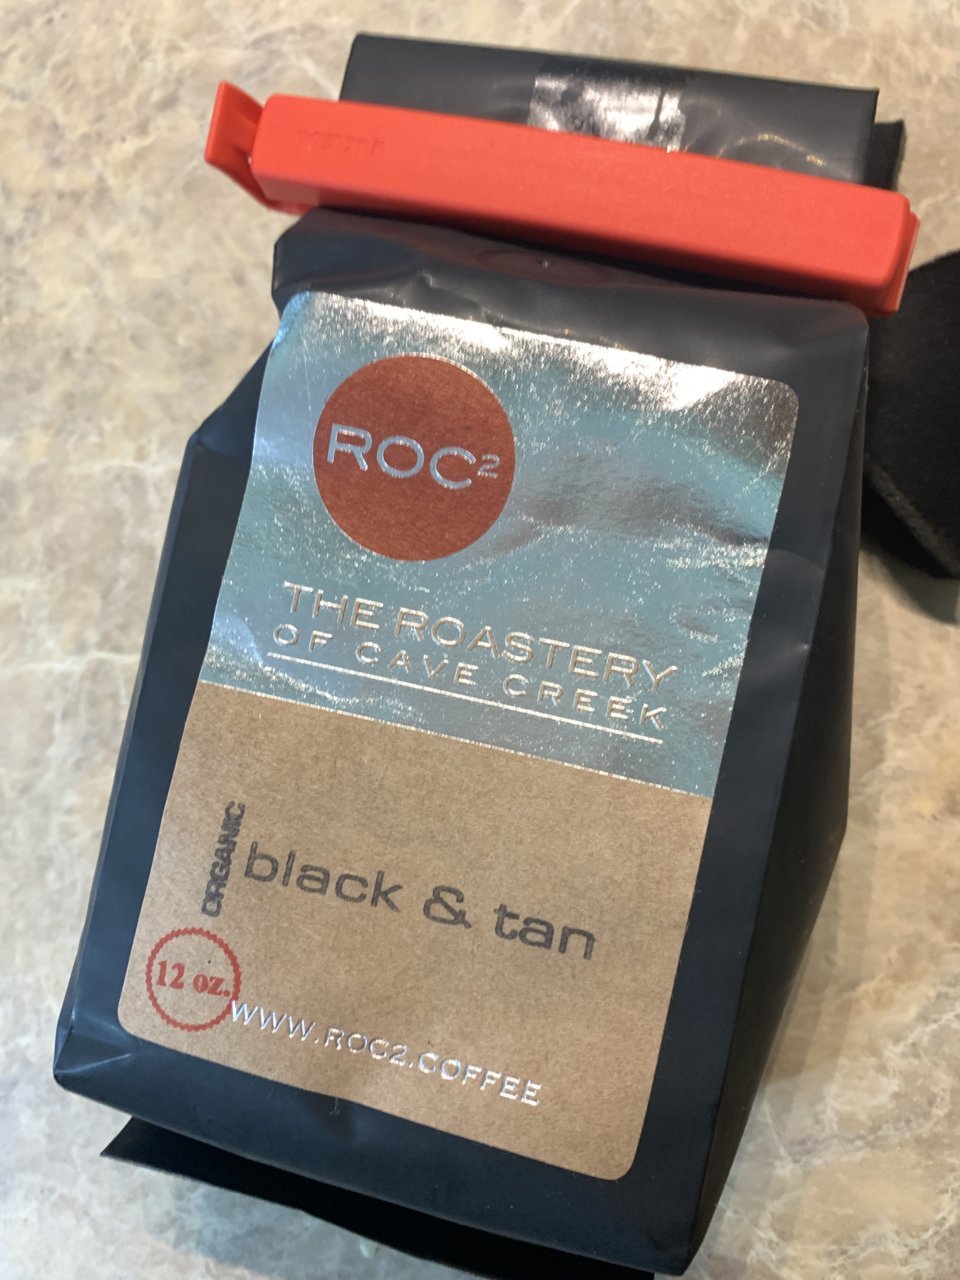 ROC²
THE ROASTERY
OF CAVE CREEK
ORGANIC
black & tan
12 oz.
WWW.ROC2.COFFEE